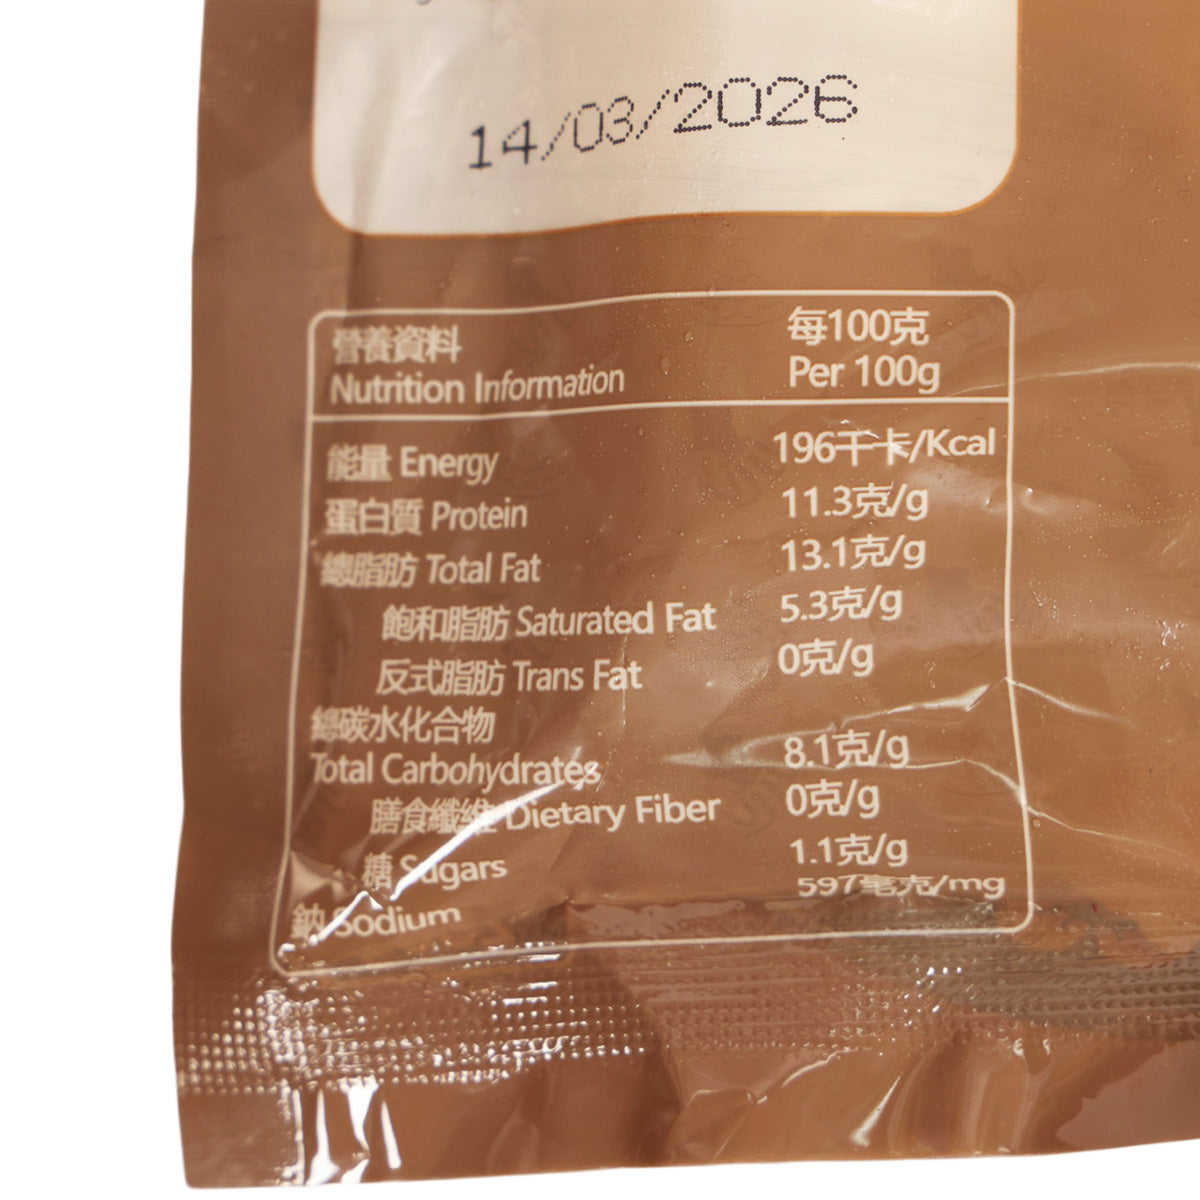 14/03/2026
營養資料 每100克
Nutrition Information Per 100g
能量 Energy 196千卡/Kcal
蛋白質 Protein 11.3克/g
總脂肪 Total Fat 13.1克/g
飽和脂肪 Saturated Fat 5.3克/g
反式脂肪 Trans Fat 0克/g
總碳水化合物
Total Carbohydrates 8.1克/g
膳食纖維 Dietary Fiber 0克/g
糖 Sugars 1.1克/g
鈉 Sodium 597毫克/mg